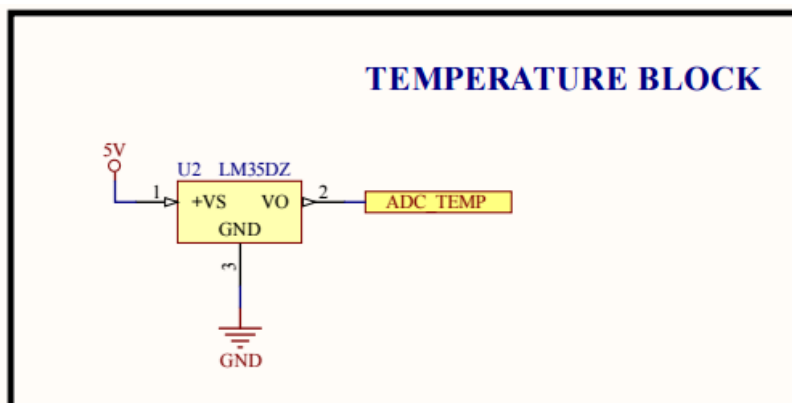 TEMPERATURE BLOCK
5V
U2 LM35DZ
1 +VS VO 2 ADC_TEMP
GND
3
GND